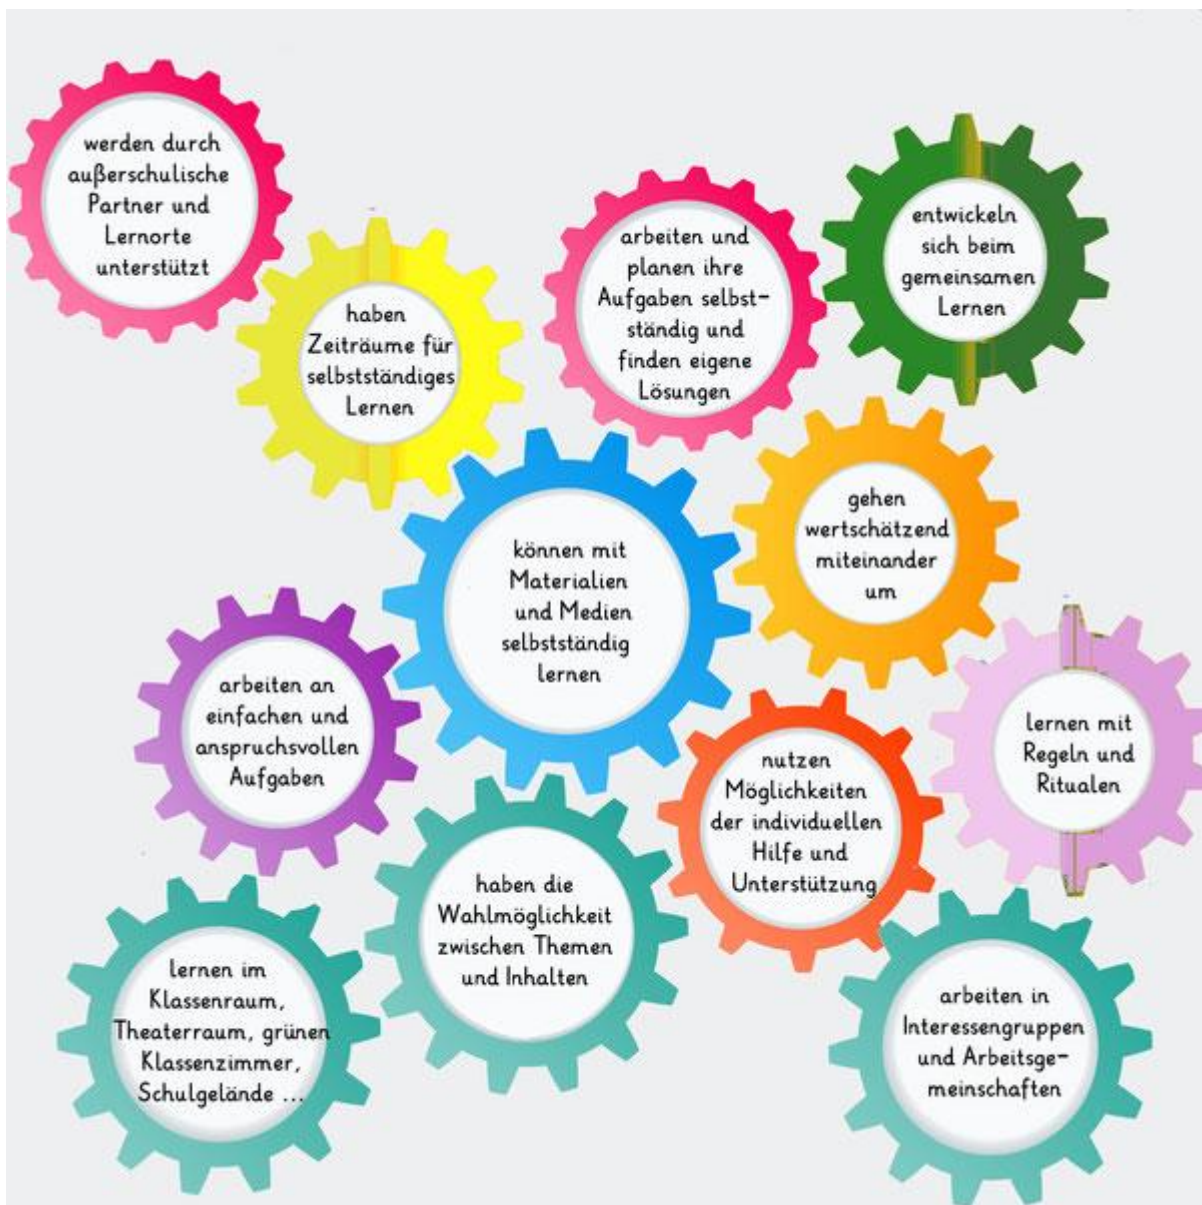 werden durch
außerschulische
Partner und
Lernorte
unterstützt
haben
Zeiträume für
selbstständiges
Lernen
arbeiten und
planen ihre
Aufgaben selbst-
ständig und
finden eigene
Lösungen
entwickeln
sich beim
gemeinsamen
Lernen
können mit
Materialien
und Medien
selbstständig
lernen
gehen
wertschätzend
miteinander
um
arbeiten an
einfachen und
anspruchsvollen
Aufgaben
nutzen
Möglichkeiten
der individuellen
Hilfe und
Unterstützung
lernen mit
Regeln und
Ritualen
haben die
Wahlmöglichkeit
zwischen Themen
und Inhalten
lernen im
Klassenraum,
Theaterraum, grünen
Klassenzimmer,
Schulgelände ...
arbeiten in
Interessengruppen
und Arbeitsge-
meinschaften